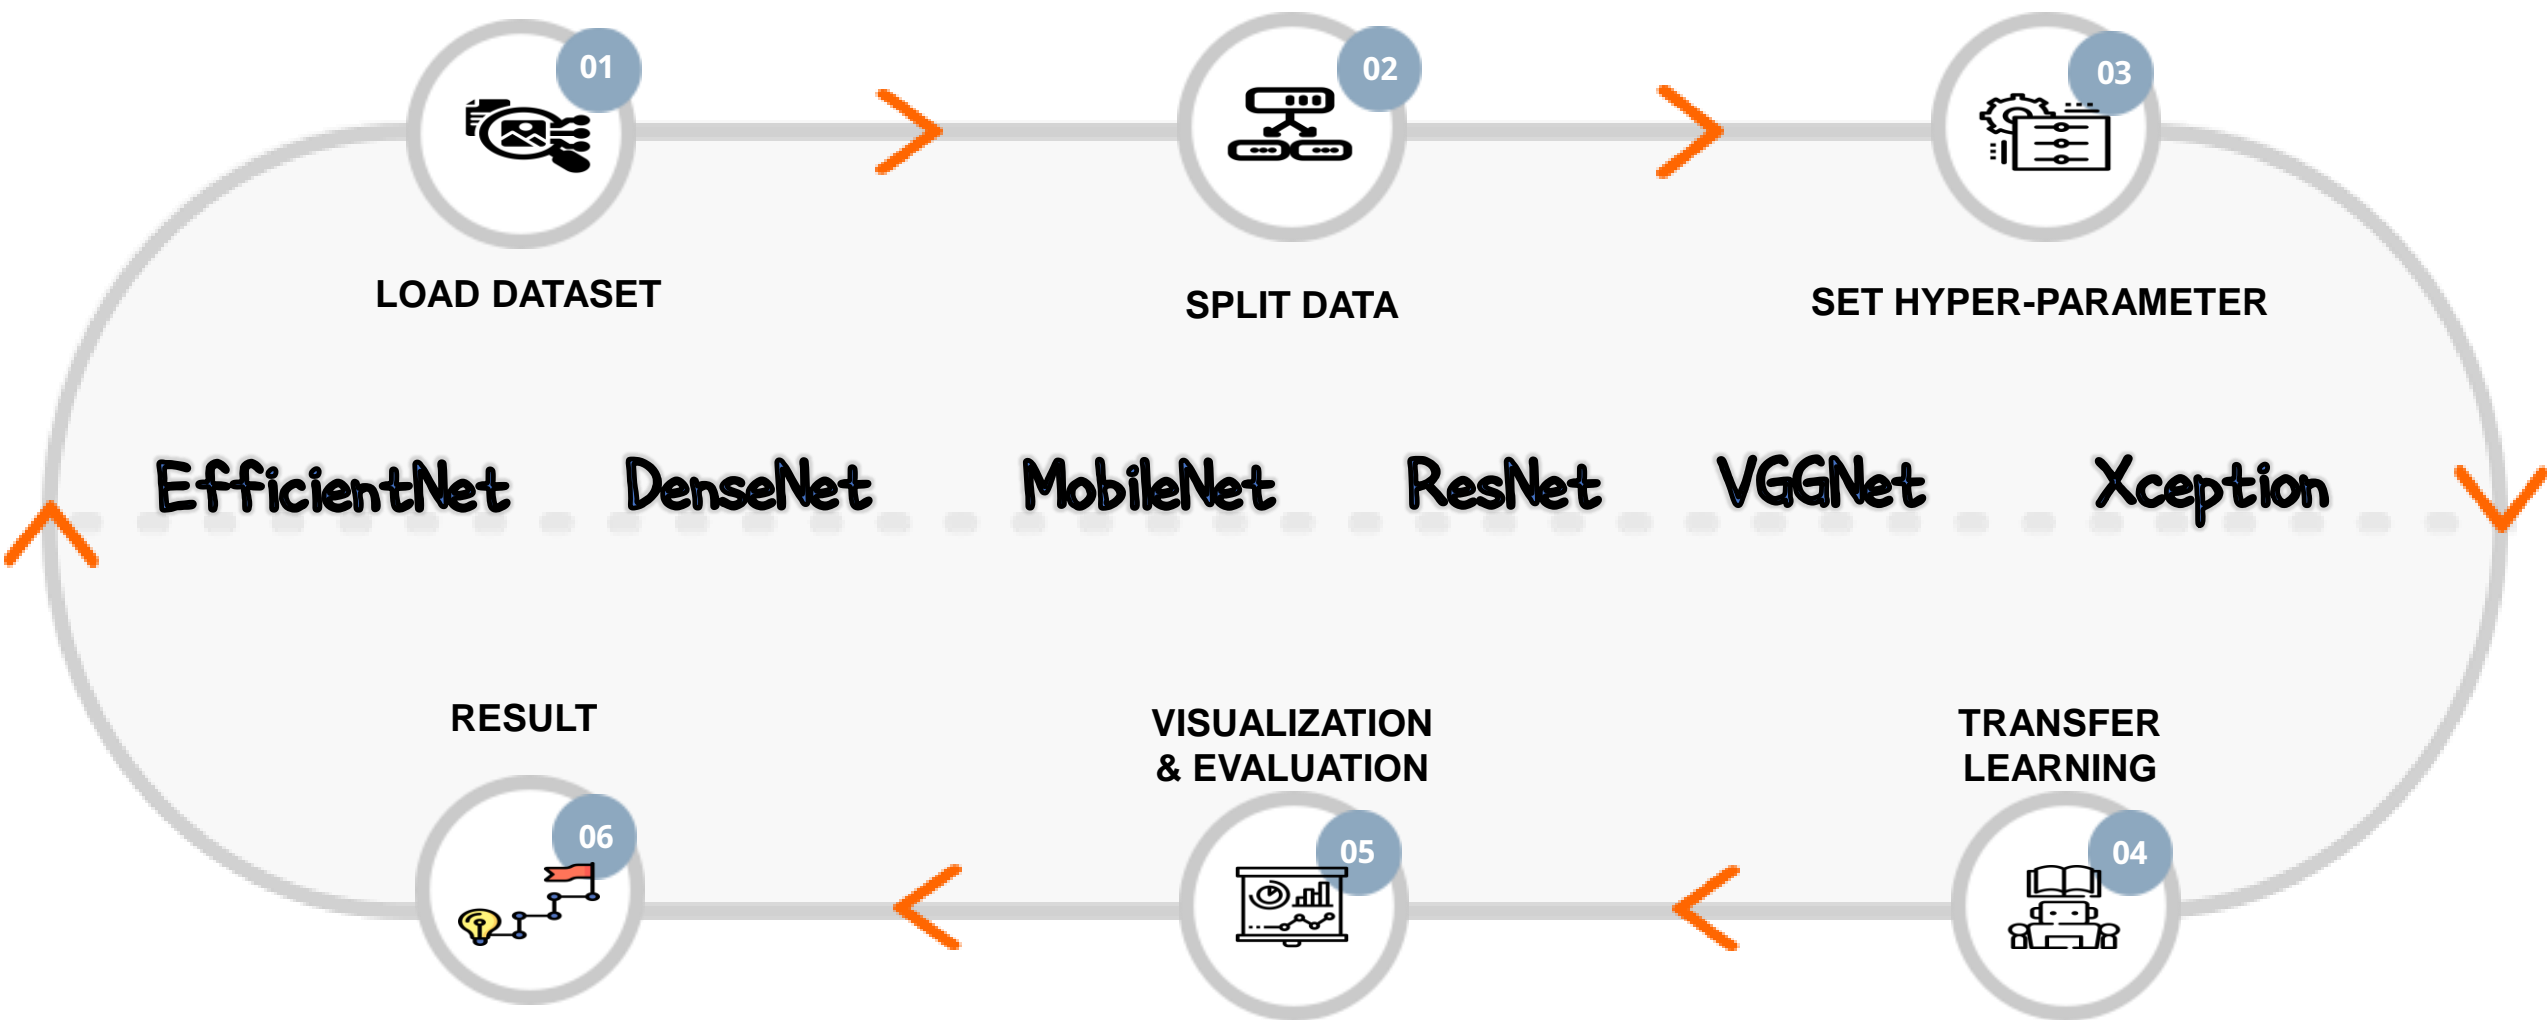 01
02
03
LOAD DATASET
SPLIT DATA
SET HYPER-PARAMETER
EfficientNet DenseNet MobileNet ResNet VGGNet Xception
RESULT
VISUALIZATION
& EVALUATION
TRANSFER
LEARNING
06
05
04